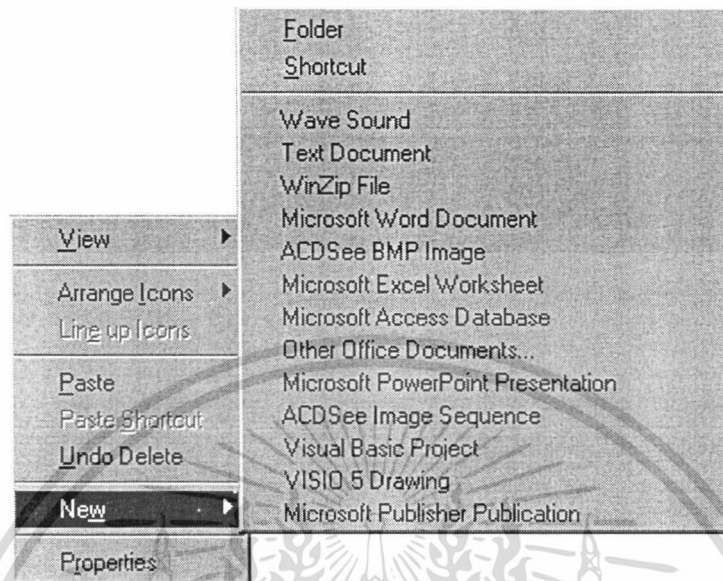 View
Arrange Icons
Line up Icons
Paste
Paste Shortcut
Undo Delete
New
Properties
Folder
Shortcut
Wave Sound
Text Document
WinZip File
Microsoft Word Document
ACDSee BMP Image
Microsoft Excel Worksheet
Microsoft Access Database
Other Office Documents...
Microsoft PowerPoint Presentation
ACDSee Image Sequence
Visual Basic Project
VISIO 5 Drawing
Microsoft Publisher Publication